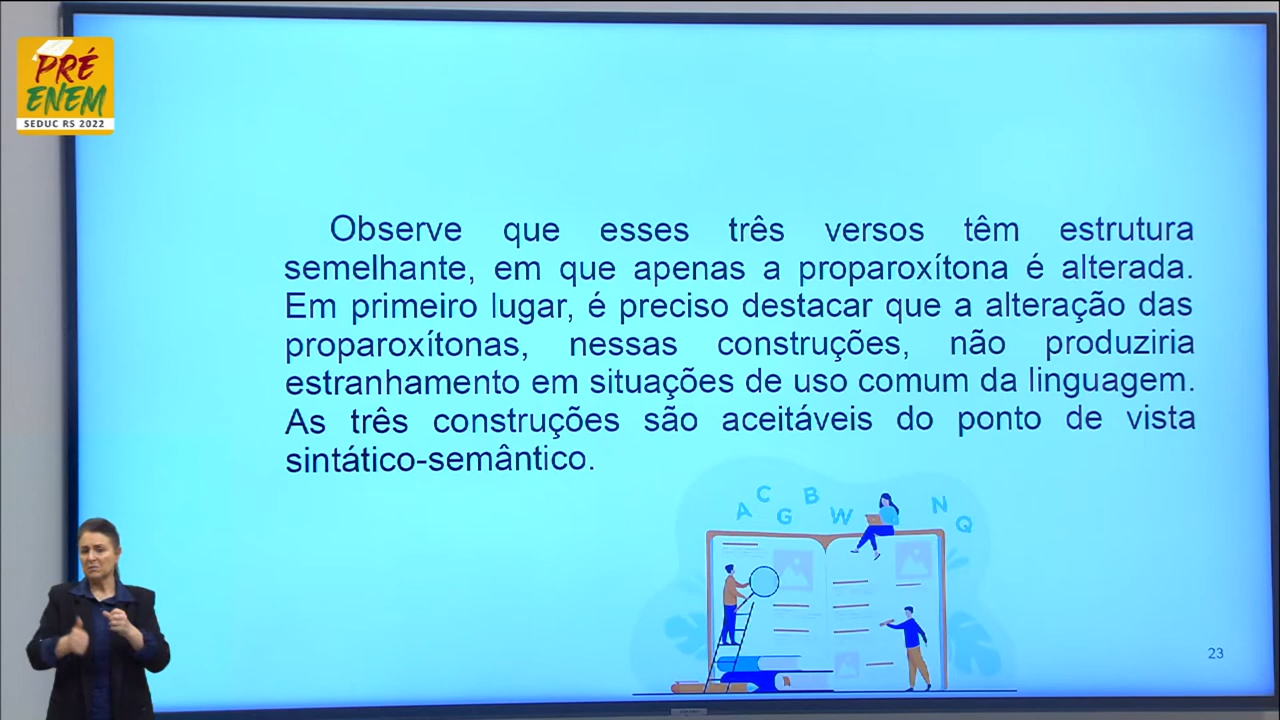 PRÉ
ENEM
SEDUC RS 2022
Observe que esses três versos têm estrutura
semelhante, em que apenas a proparoxítona é alterada.
Em primeiro lugar, é preciso destacar que a alteração das
proparoxítonas, nessas construções, não produziria
estranhamento em situações de uso comum da linguagem.
As três construções são aceitáveis do ponto de vista
sintático-semântico.
A C G B W N Q
23